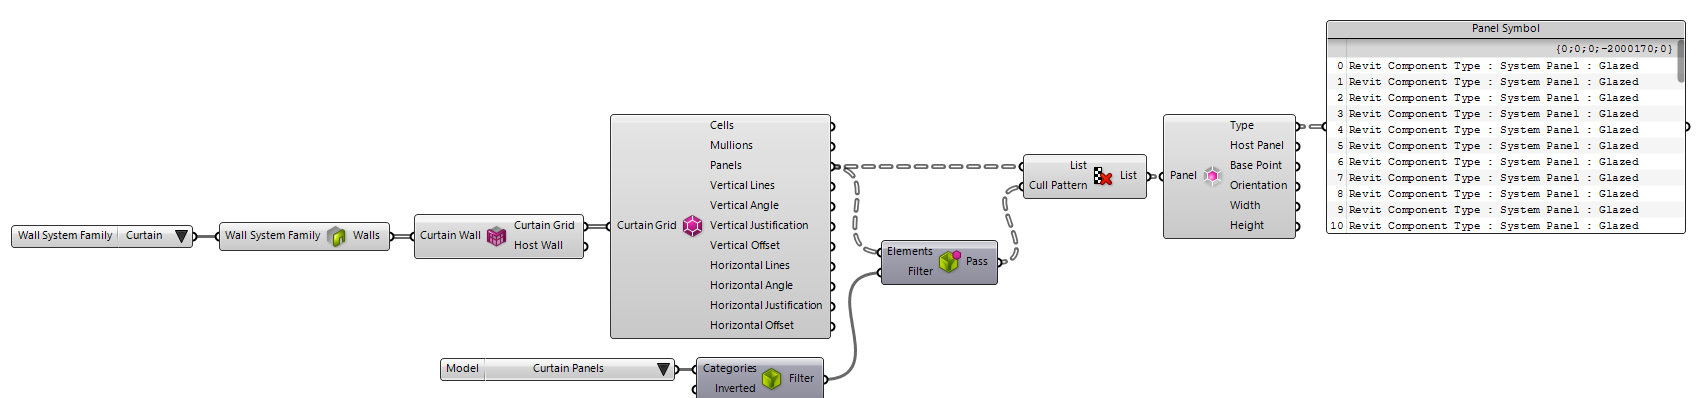 Wall System Family Curtain
Wall System Family Walls
Curtain Wall Curtain Grid
Host Wall
Curtain Grid
Cells
Mullions
Panels
Vertical Lines
Vertical Angle
Vertical Justification
Vertical Offset
Horizontal Lines
Horizontal Angle
Horizontal Justification
Horizontal Offset
Model Curtain Panels
Categories Filter
Inverted
Elements Pass
Filter
List List
Cull Pattern
Panel
Type
Host Panel
Base Point
Orientation
Width
Height
Panel Symbol
{0;0;0;-2000170;0}
0 Revit Component Type : System Panel : Glazed
1 Revit Component Type : System Panel : Glazed
2 Revit Component Type : System Panel : Glazed
3 Revit Component Type : System Panel : Glazed
4 Revit Component Type : System Panel : Glazed
5 Revit Component Type : System Panel : Glazed
6 Revit Component Type : System Panel : Glazed
7 Revit Component Type : System Panel : Glazed
8 Revit Component Type : System Panel : Glazed
9 Revit Component Type : System Panel : Glazed
10 Revit Component Type : System Panel : Glazed